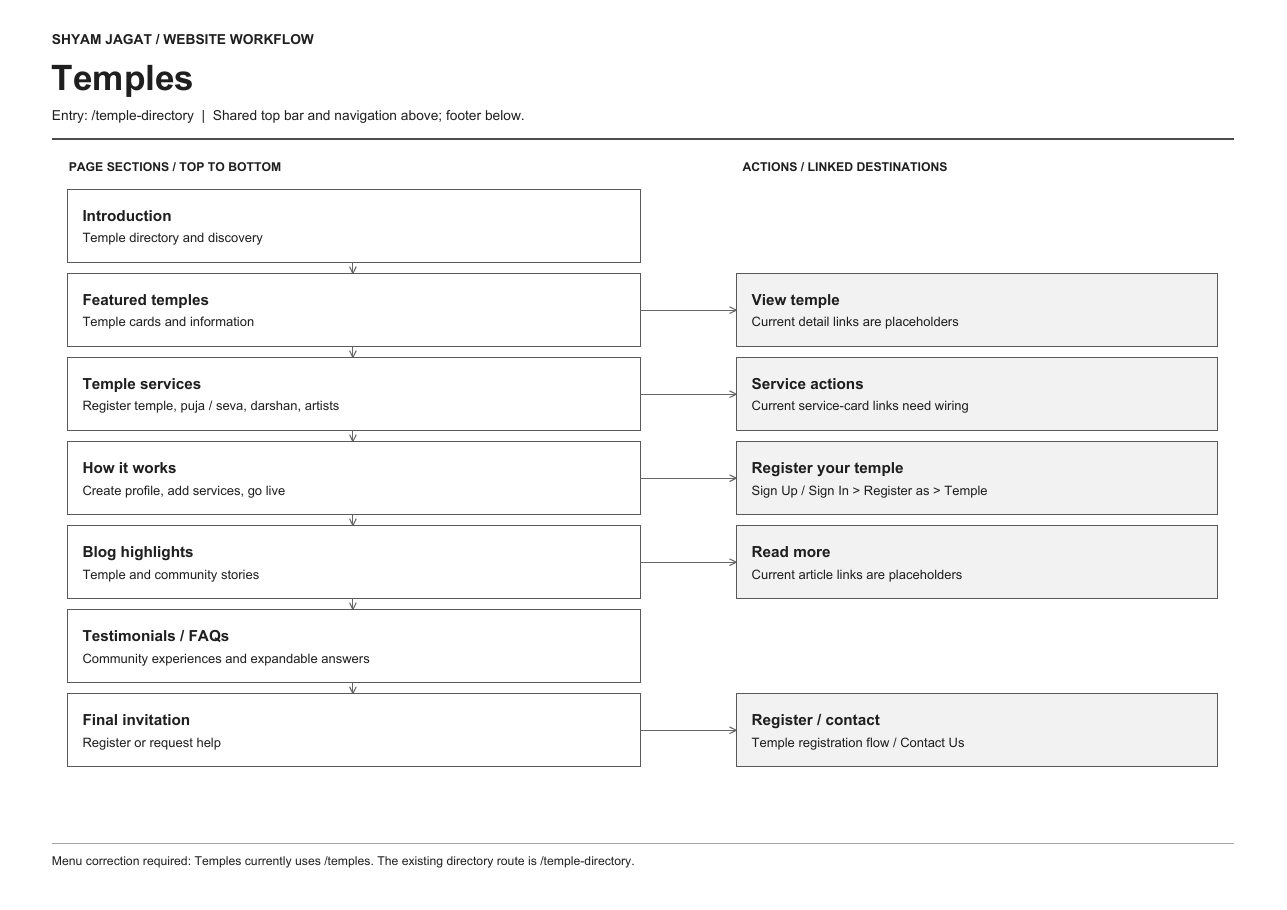 SHYAM JAGAT / WEBSITE WORKFLOW
Temples
Entry: /temple-directory | Shared top bar and navigation above; footer below.
PAGE SECTIONS / TOP TO BOTTOM
ACTIONS / LINKED DESTINATIONS
Introduction
Temple directory and discovery
Featured temples
Temple cards and information
View temple
Current detail links are placeholders
Temple services
Register temple, puja / seva, darshan, artists
Service actions
Current service-card links need wiring
How it works
Create profile, add services, go live
Register your temple
Sign Up / Sign In > Register as > Temple
Blog highlights
Temple and community stories
Read more
Current article links are placeholders
Testimonials / FAQs
Community experiences and expandable answers
Final invitation
Register or request help
Register / contact
Temple registration flow / Contact Us
Menu correction required: Temples currently uses /temples. The existing directory route is /temple-directory.